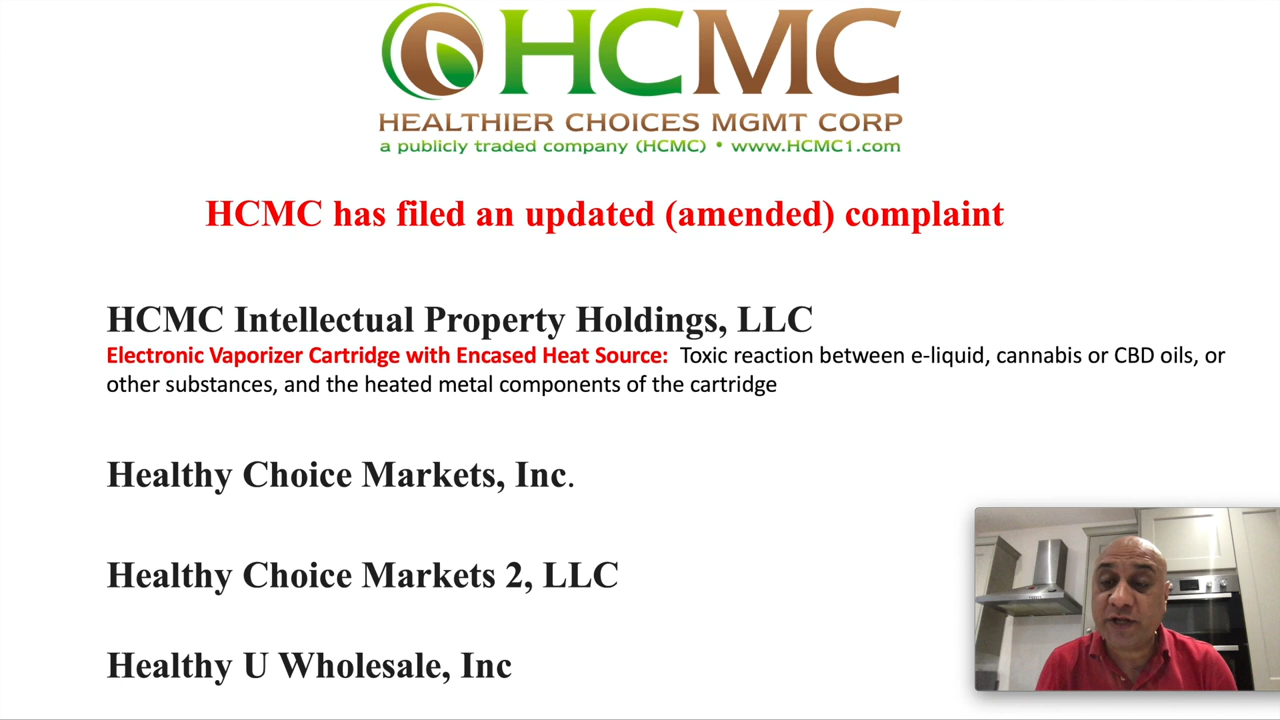 HCMC
HEALTHIER CHOICES MGMT CORP
a publicly traded company (HCMC) • www.HCMC1.com
HCMC has filed an updated (amended) complaint
HCMC Intellectual Property Holdings, LLC
Electronic Vaporizer Cartridge with Encased Heat Source: Toxic reaction between e-liquid, cannabis or CBD oils, or
other substances, and the heated metal components of the cartridge
Healthy Choice Markets, Inc.
Healthy Choice Markets 2, LLC
Healthy U Wholesale, Inc